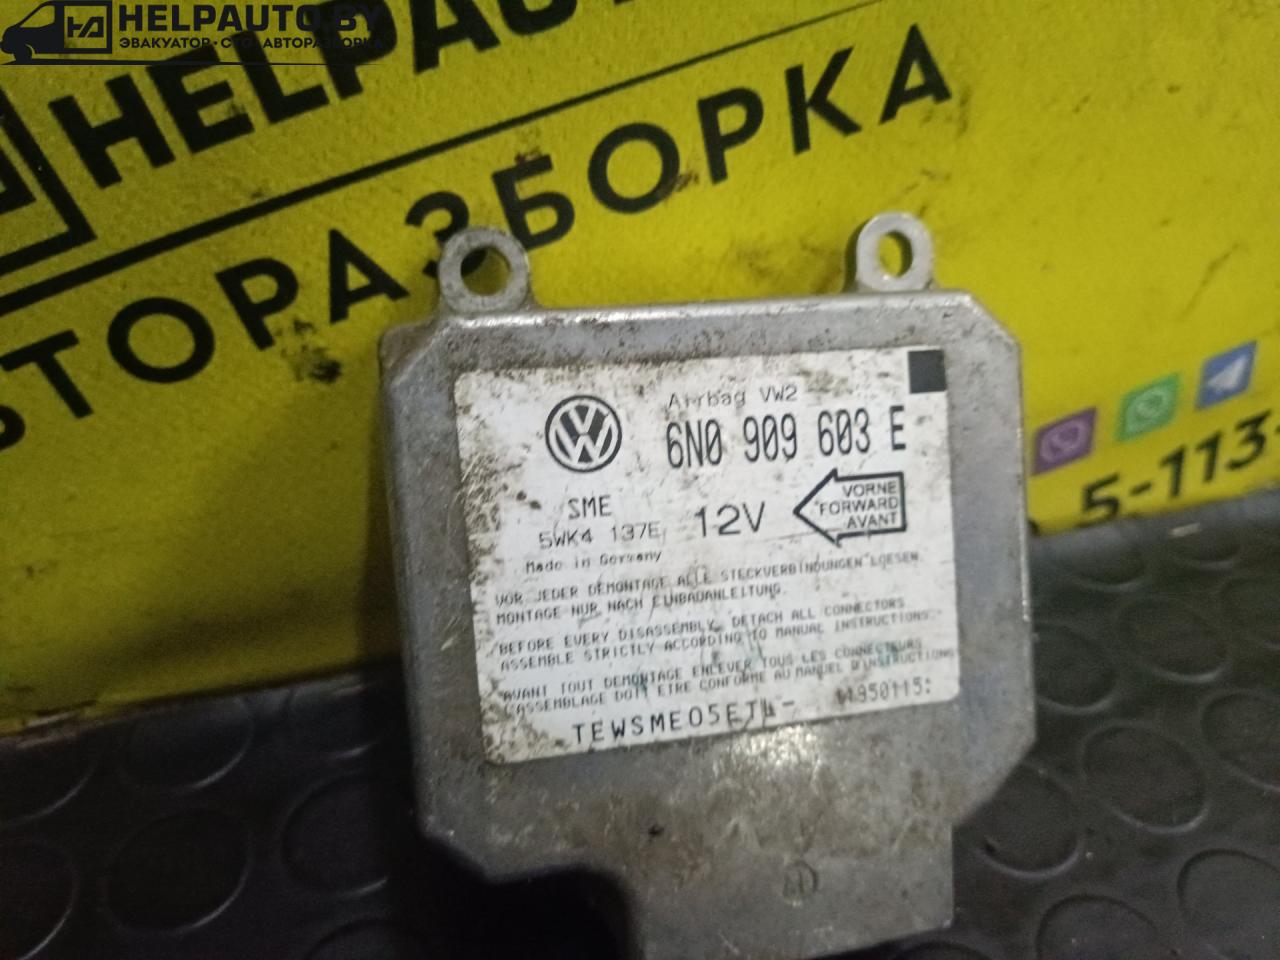 HELPAUTO.BY
ЭВАКУАТОР • СТО • АВТОРАЗБОРКА
HELPAUT
АВТОРАЗБОРКА
5-113-
Airbag VW2
6N0 909 603 E
SME
5WK4 137E
12V
VORNE
FORWARD
AVANT
Made in Germany
VOR JEDER DEMONTAGE ALLE STECKVERBINDUNGEN LOESEN.
MONTAGE NUR NACH EINBAUANLEITUNG.
BEFORE EVERY DISASSEMBLY, DETACH ALL CONNECTORS.
ASSEMBLE STRICTLY ACCORDING TO MANUAL INSTRUCTIONS.
AVANT TOUT DEMONTAGE ENLEVER TOUS LES CONNECTEURS
L'ASSEMBLAGE DOIT ETRE CONFORME AU MANUEL D'INSTRUCTIONS